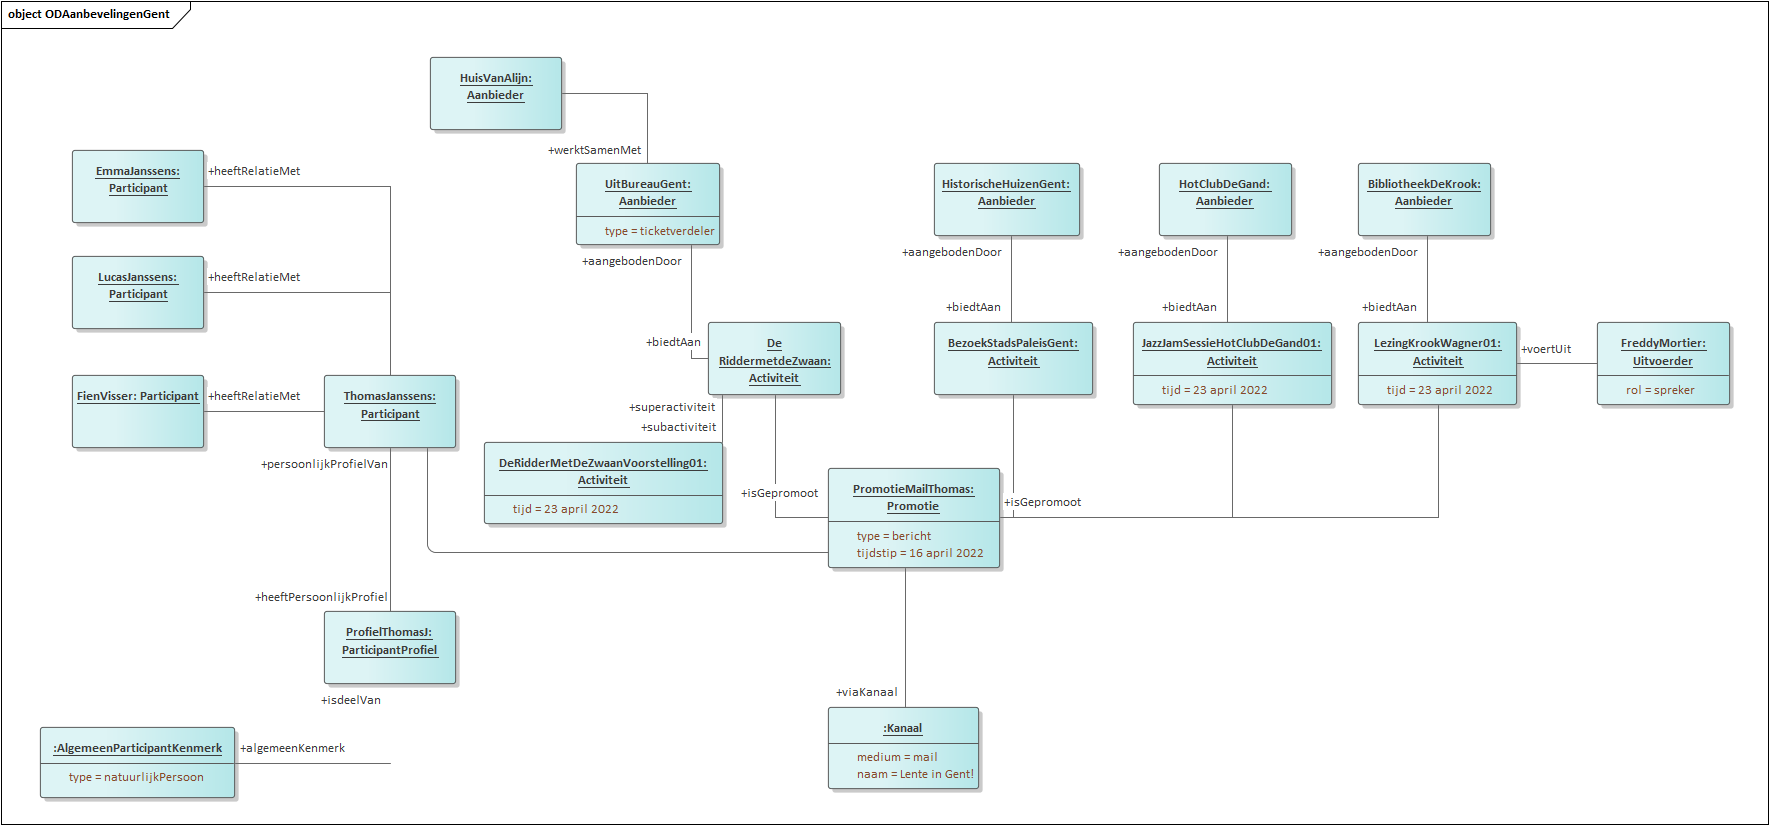 object ODAanbevelingenGent
HuisVanAlijn:
Aanbieder
+werktSamenMet
EmmaJanssens:
Participant
+heeftRelatieMet
UitBureauGent:
Aanbieder
type = ticketverdeler
+aangebodenDoor
HistorischeHuizenGent:
Aanbieder
+aangebodenDoor
HotClubDeGand:
Aanbieder
+aangebodenDoor
BibliotheekDeKrook:
Aanbieder
+aangebodenDoor
LucasJanssens:
Participant
+heeftRelatieMet
+biedtAan
+biedtAan
+biedtAan
+biedtAan
De
RiddermetdeZwaan:
Activiteit
BezoekStadsPaleisGent:
Activiteit
JazzJamSessieHotClubDeGand01:
Activiteit
tijd = 23 april 2022
LezingKrookWagner01:
Activiteit
tijd = 23 april 2022
+voertUit
FreddyMortier:
Uitvoerder
rol = spreker
FienVisser: Participant
+heeftRelatieMet
ThomasJanssens:
Participant
+superactiviteit
+subactiviteit
+persoonlijkProfielVan
DeRidderMetDeZwaanVoorstelling01:
Activiteit
tijd = 23 april 2022
+isGepromoot
PromotieMailThomas:
Promotie
type = bericht
tijdstip = 16 april 2022
+isGepromoot
+heeftPersoonlijkProfiel
ProfielThomasJ:
ParticipantProfiel
+isdeelVan
+viaKanaal
:AlgemeenParticipantKenmerk
type = natuurlijkPersoon
+algemeenKenmerk
:Kanaal
medium = mail
naam = Lente in Gent!